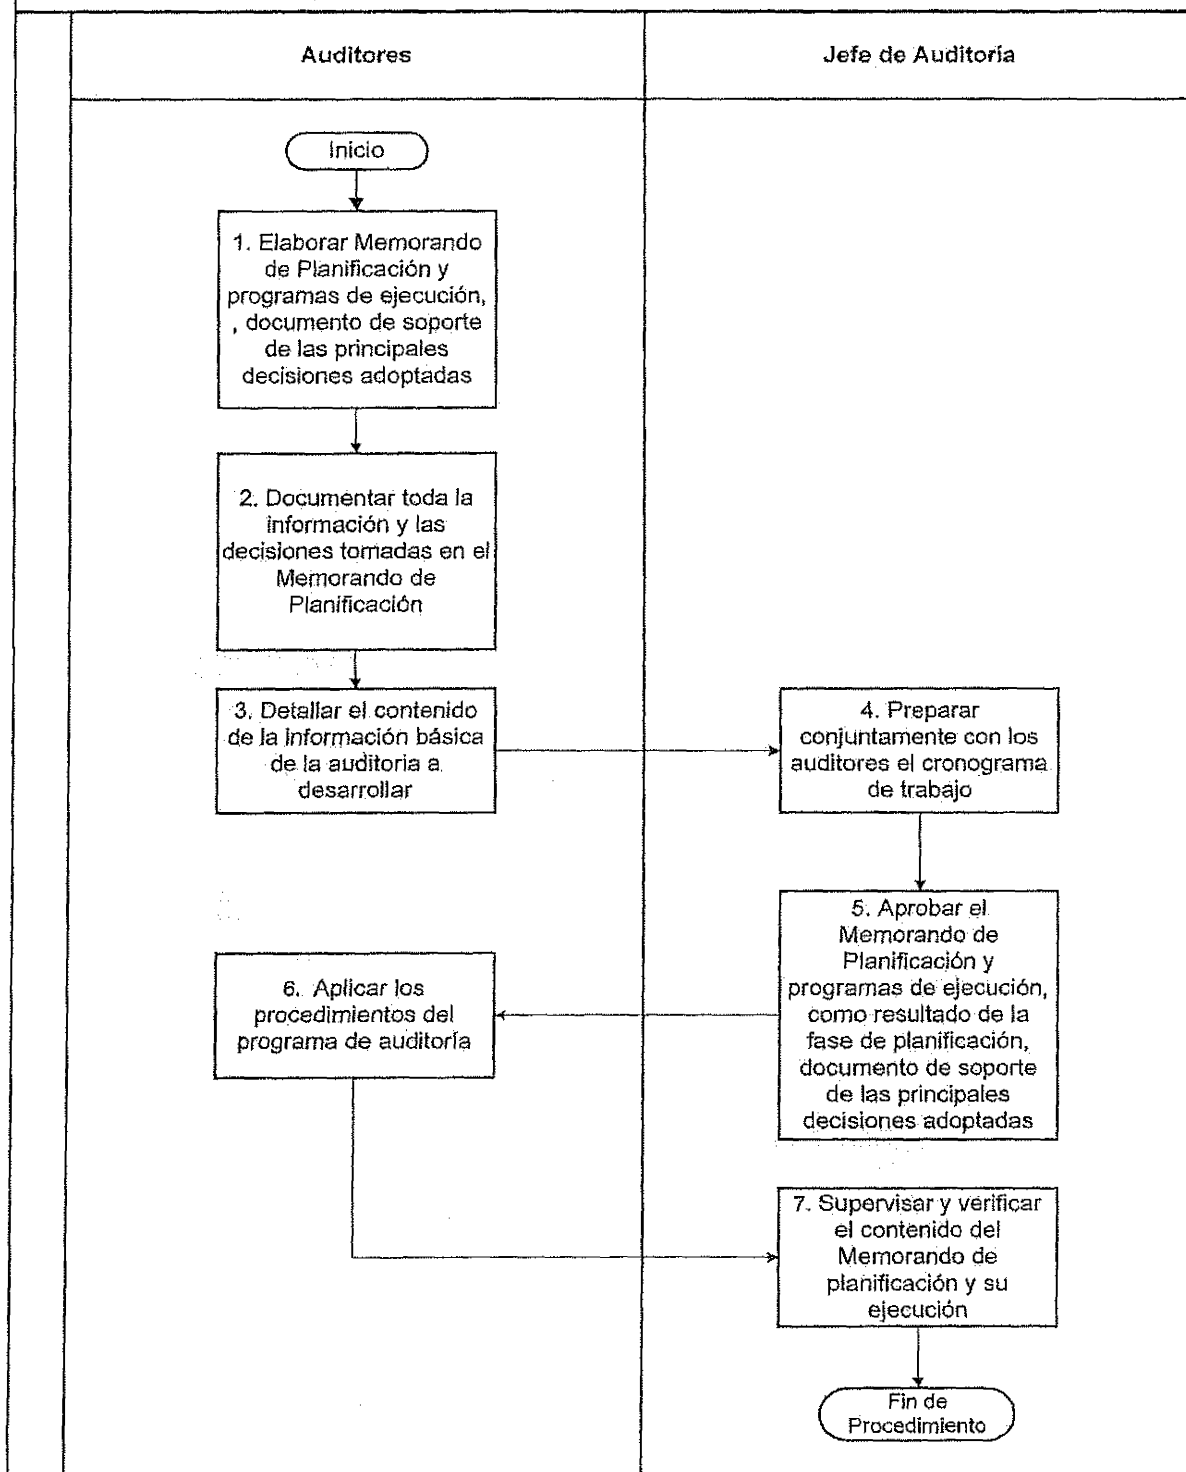 Auditores
Jefe de Auditoría
Inicio
1. Elaborar Memorando
de Planificación y
programas de ejecución,
, documento de soporte
de las principales
decisiones adoptadas
2. Documentar toda la
información y las
decisiones tomadas en el
Memorando de
Planificación
3. Detallar el contenido
de la información básica
de la auditoria a
desarrollar
4. Preparar
conjuntamente con los
auditores el cronograma
de trabajo
5. Aprobar el
Memorando de
Planificación y
programas de ejecución,
como resultado de la
fase de planificación,
documento de soporte
de las principales
decisiones adoptadas
6. Aplicar los
procedimientos del
programa de auditoría
7. Supervisar y verificar
el contenido del
Memorando de
planificación y su
ejecución
Fin de
Procedimiento